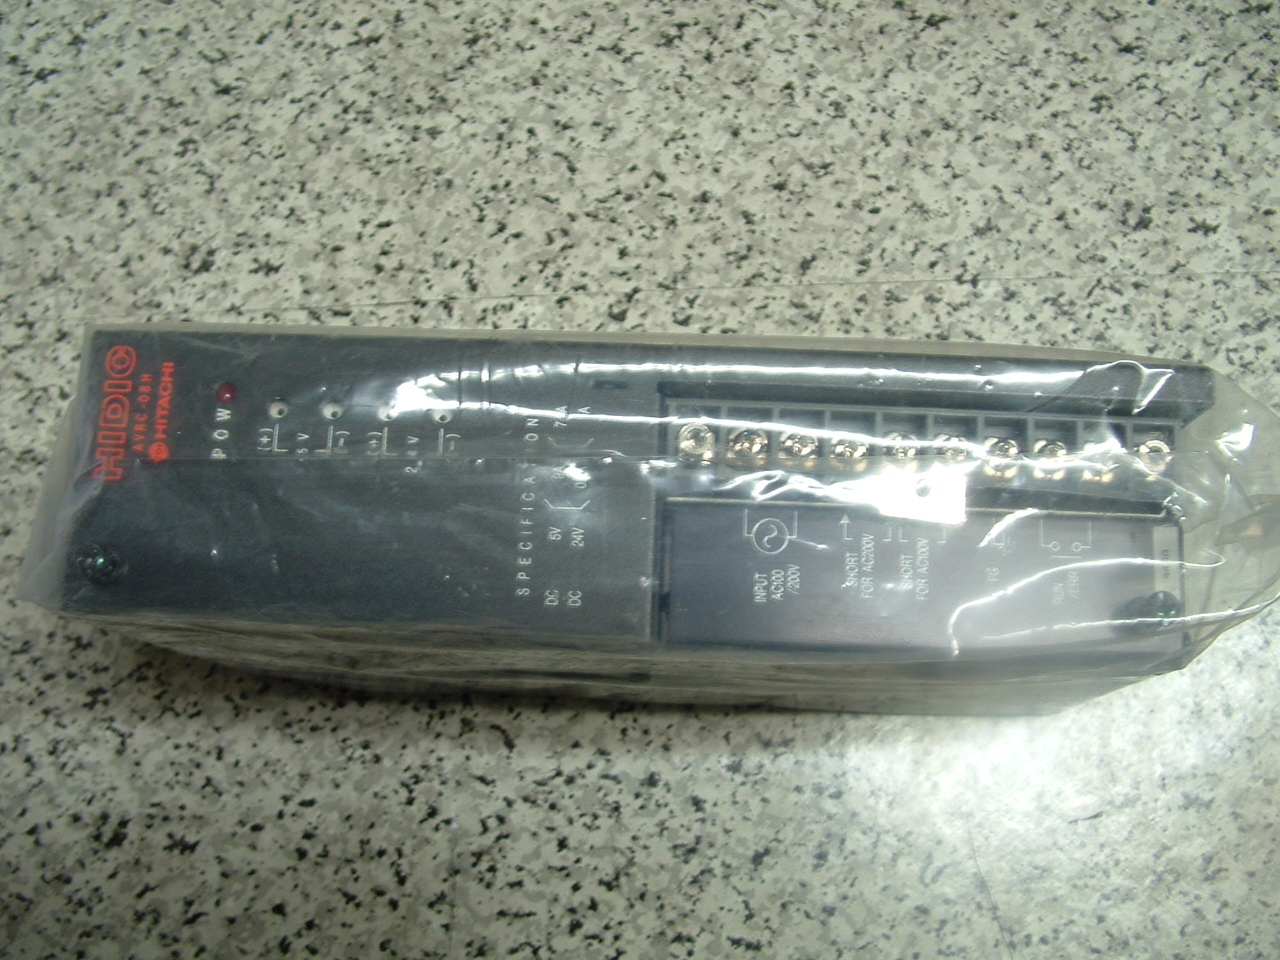 HIDIC
AVRC-08H
HITACHI
POW
(+)
5V
(-)
(+)
24V
(-)
SPECIFICATION
DC 5V
DC 24V
INPUT
AC100
/200V
SHORT
FOR AC200V
SHORT
FOR AC100V
FG
RUN
/ERR